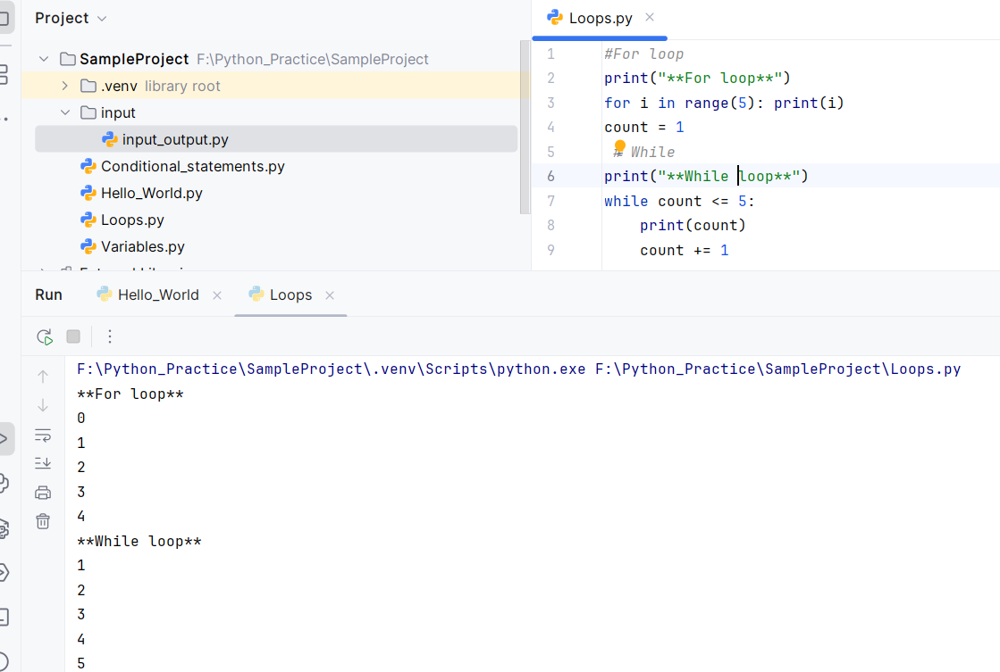 Project
SampleProject F:\Python_Practice\SampleProject
.venv library root
input
input_output.py
Conditional_statements.py
Hello_World.py
Loops.py
Variables.py
Loops.py
1 #For loop
2 print("**For loop**")
3 for i in range(5): print(i)
4 count = 1
5 # While
6 print("**While loop**")
7 while count <= 5:
8 print(count)
9 count += 1
Run Hello_World Loops
F:\Python_Practice\SampleProject\.venv\Scripts\python.exe F:\Python_Practice\SampleProject\Loops.py
**For loop**
0
1
2
3
4
**While loop**
1
2
3
4
5